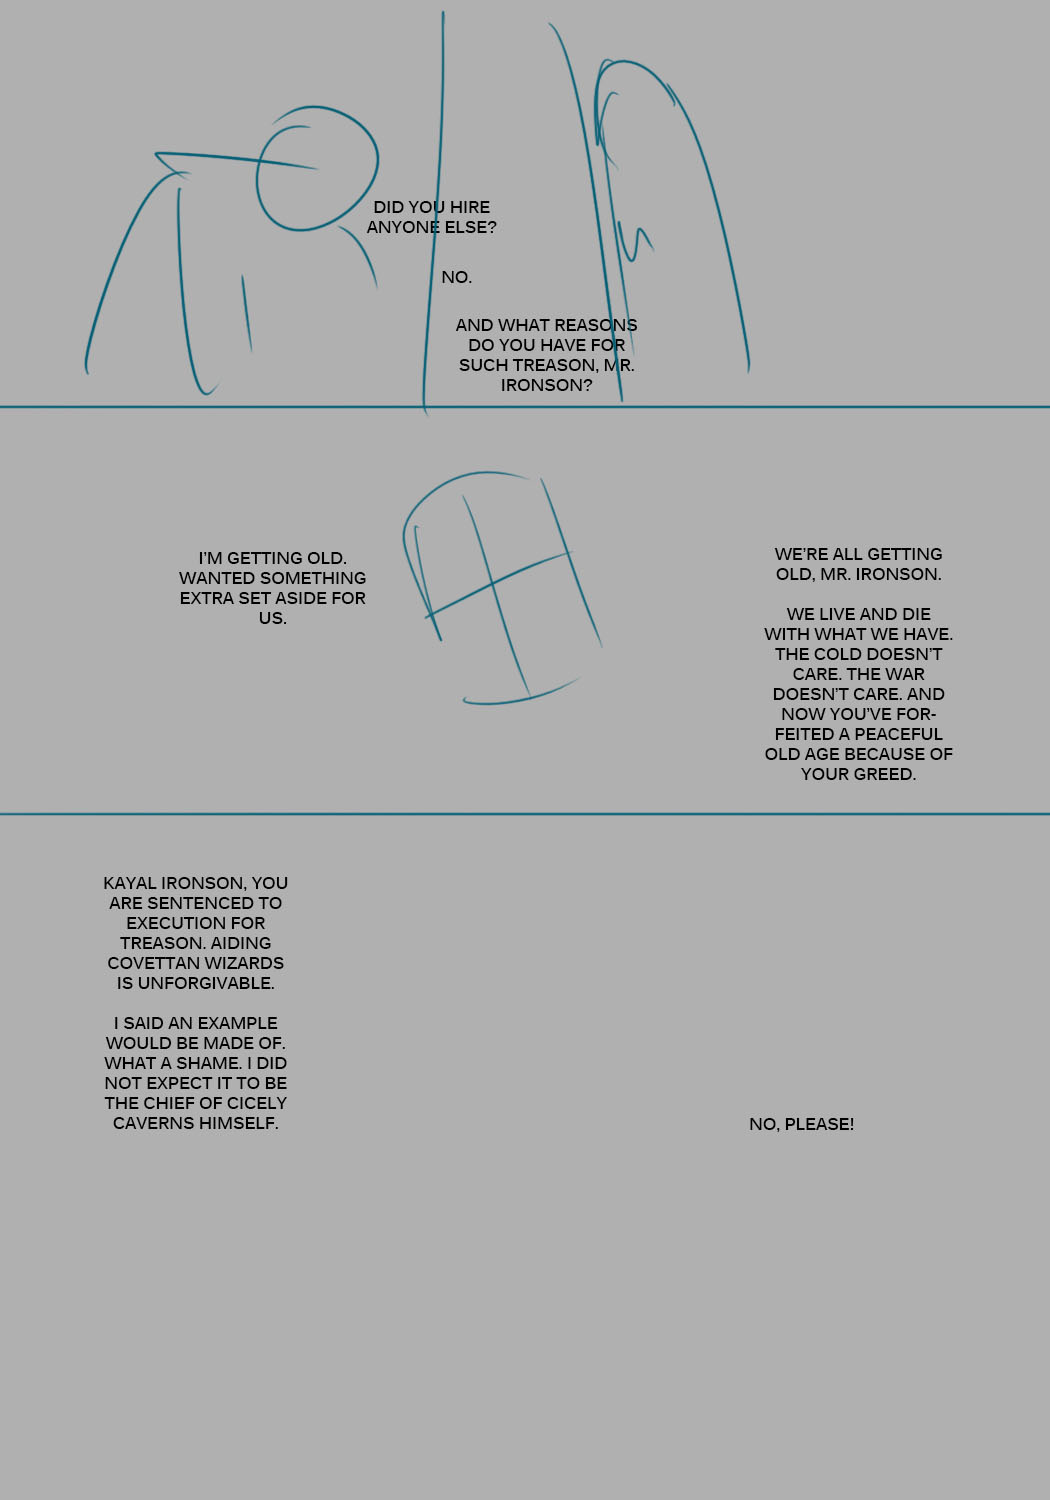 DID YOU HIRE
ANYONE ELSE?
NO.
AND WHAT REASONS
DO YOU HAVE FOR
SUCH TREASON, MR.
IRONSON?
I'M GETTING OLD.
WANTED SOMETHING
EXTRA SET ASIDE FOR
US.
WE'RE ALL GETTING
OLD, MR. IRONSON.
WE LIVE AND DIE
WITH WHAT WE HAVE.
THE COLD DOESN'T
CARE. THE WAR
DOESN'T CARE. AND
NOW YOU'VE FOR-
FEITED A PEACEFUL
OLD AGE BECAUSE OF
YOUR GREED.
KAYAL IRONSON, YOU
ARE SENTENCED TO
EXECUTION FOR
TREASON. AIDING
COVETTAN WIZARDS
IS UNFORGIVABLE.
I SAID AN EXAMPLE
WOULD BE MADE OF.
WHAT A SHAME. I DID
NOT EXPECT IT TO BE
THE CHIEF OF CICELY
CAVERNS HIMSELF.
NO, PLEASE!